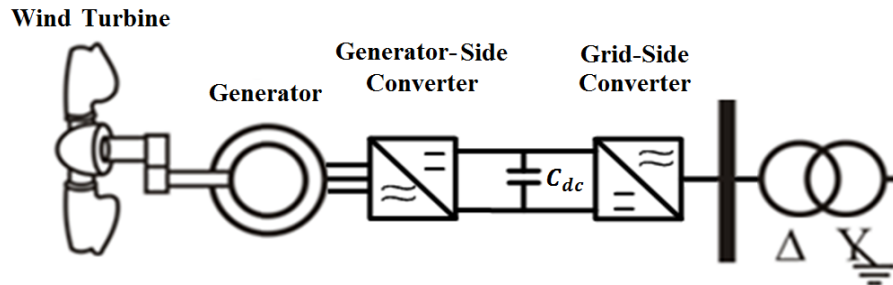 Wind Turbine
Generator-Side
Converter
Grid-Side
Converter
Generator
C_dc
Δ
Y